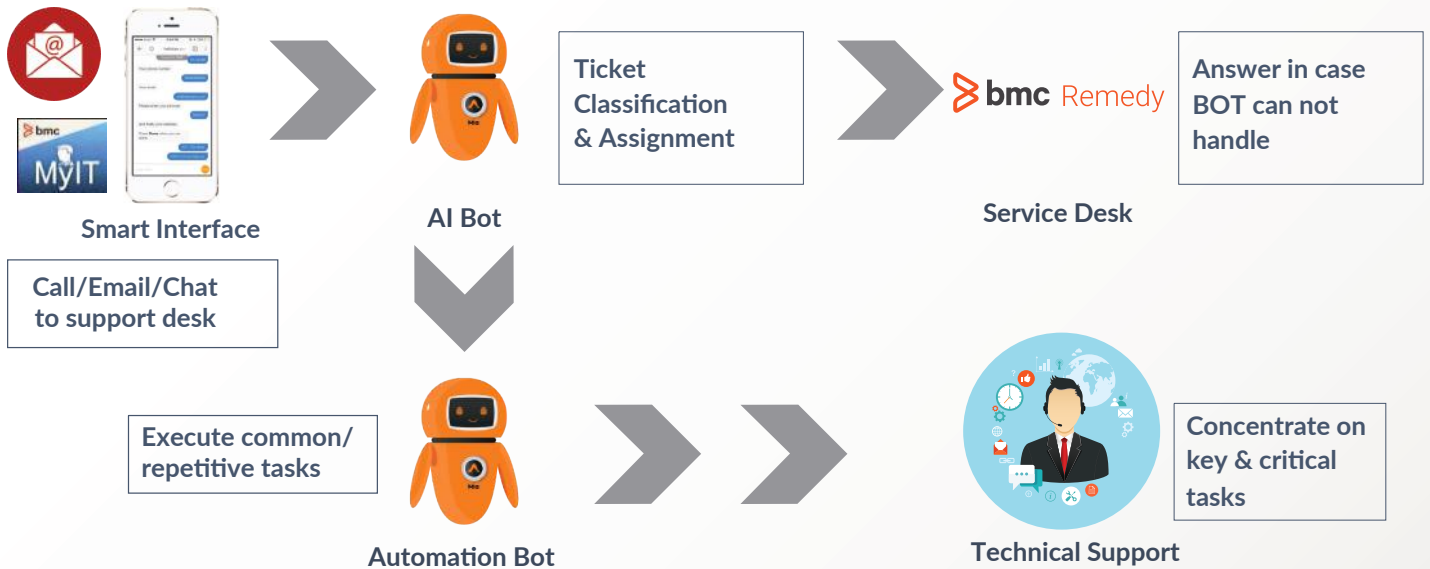 @
bmc
MyIT
Smart Interface
Call/Email/Chat
to support desk
AI Bot
Ticket
Classification
& Assignment
bmc Remedy
Service Desk
Answer in case
BOT can not
handle
Execute common/
repetitive tasks
Automation Bot
Technical Support
Concentrate on
key & critical
tasks